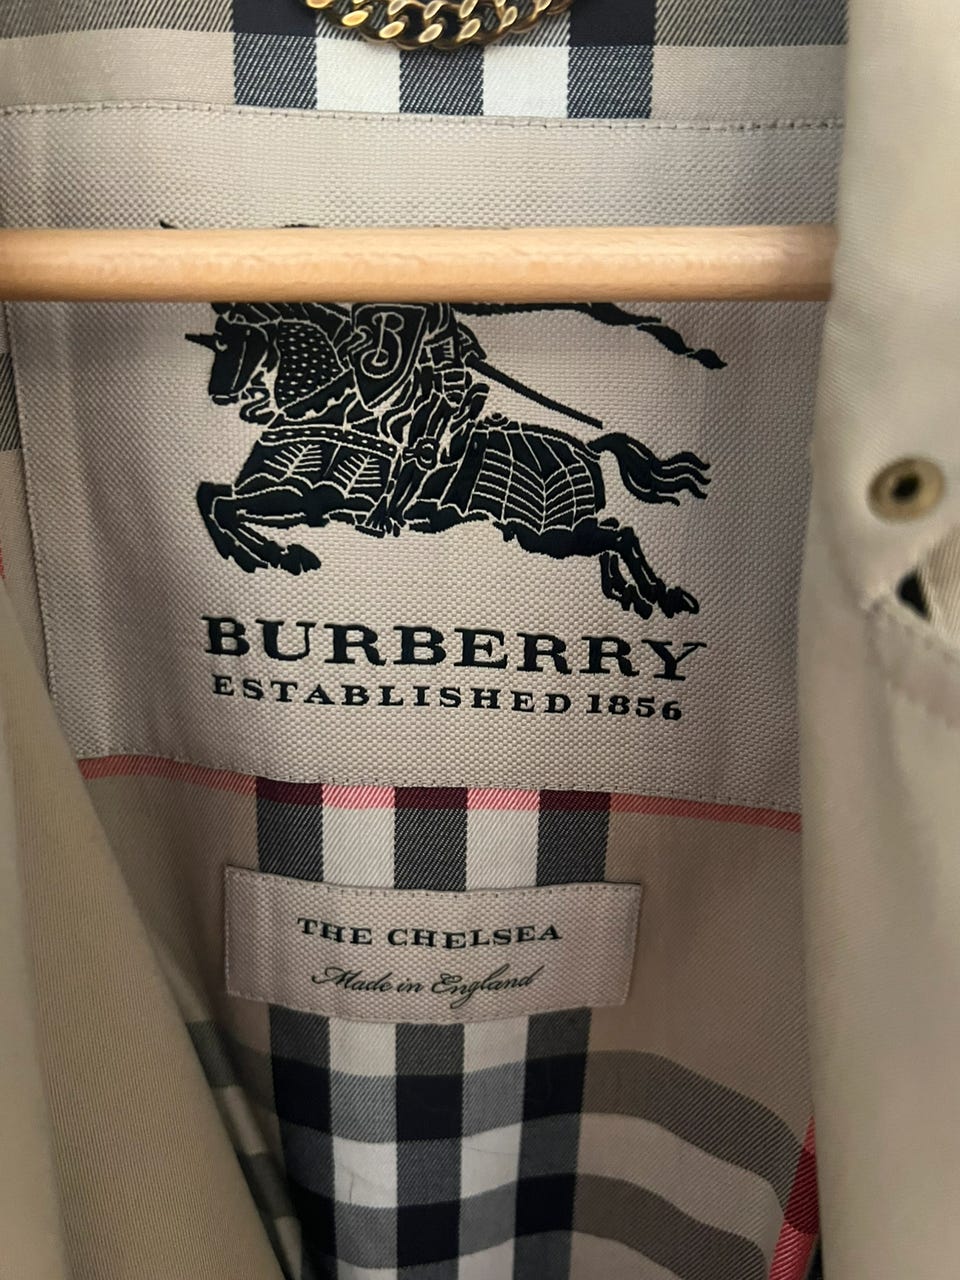 B
BURBERRY
ESTABLISHED 1856
THE CHELSEA
Made in England